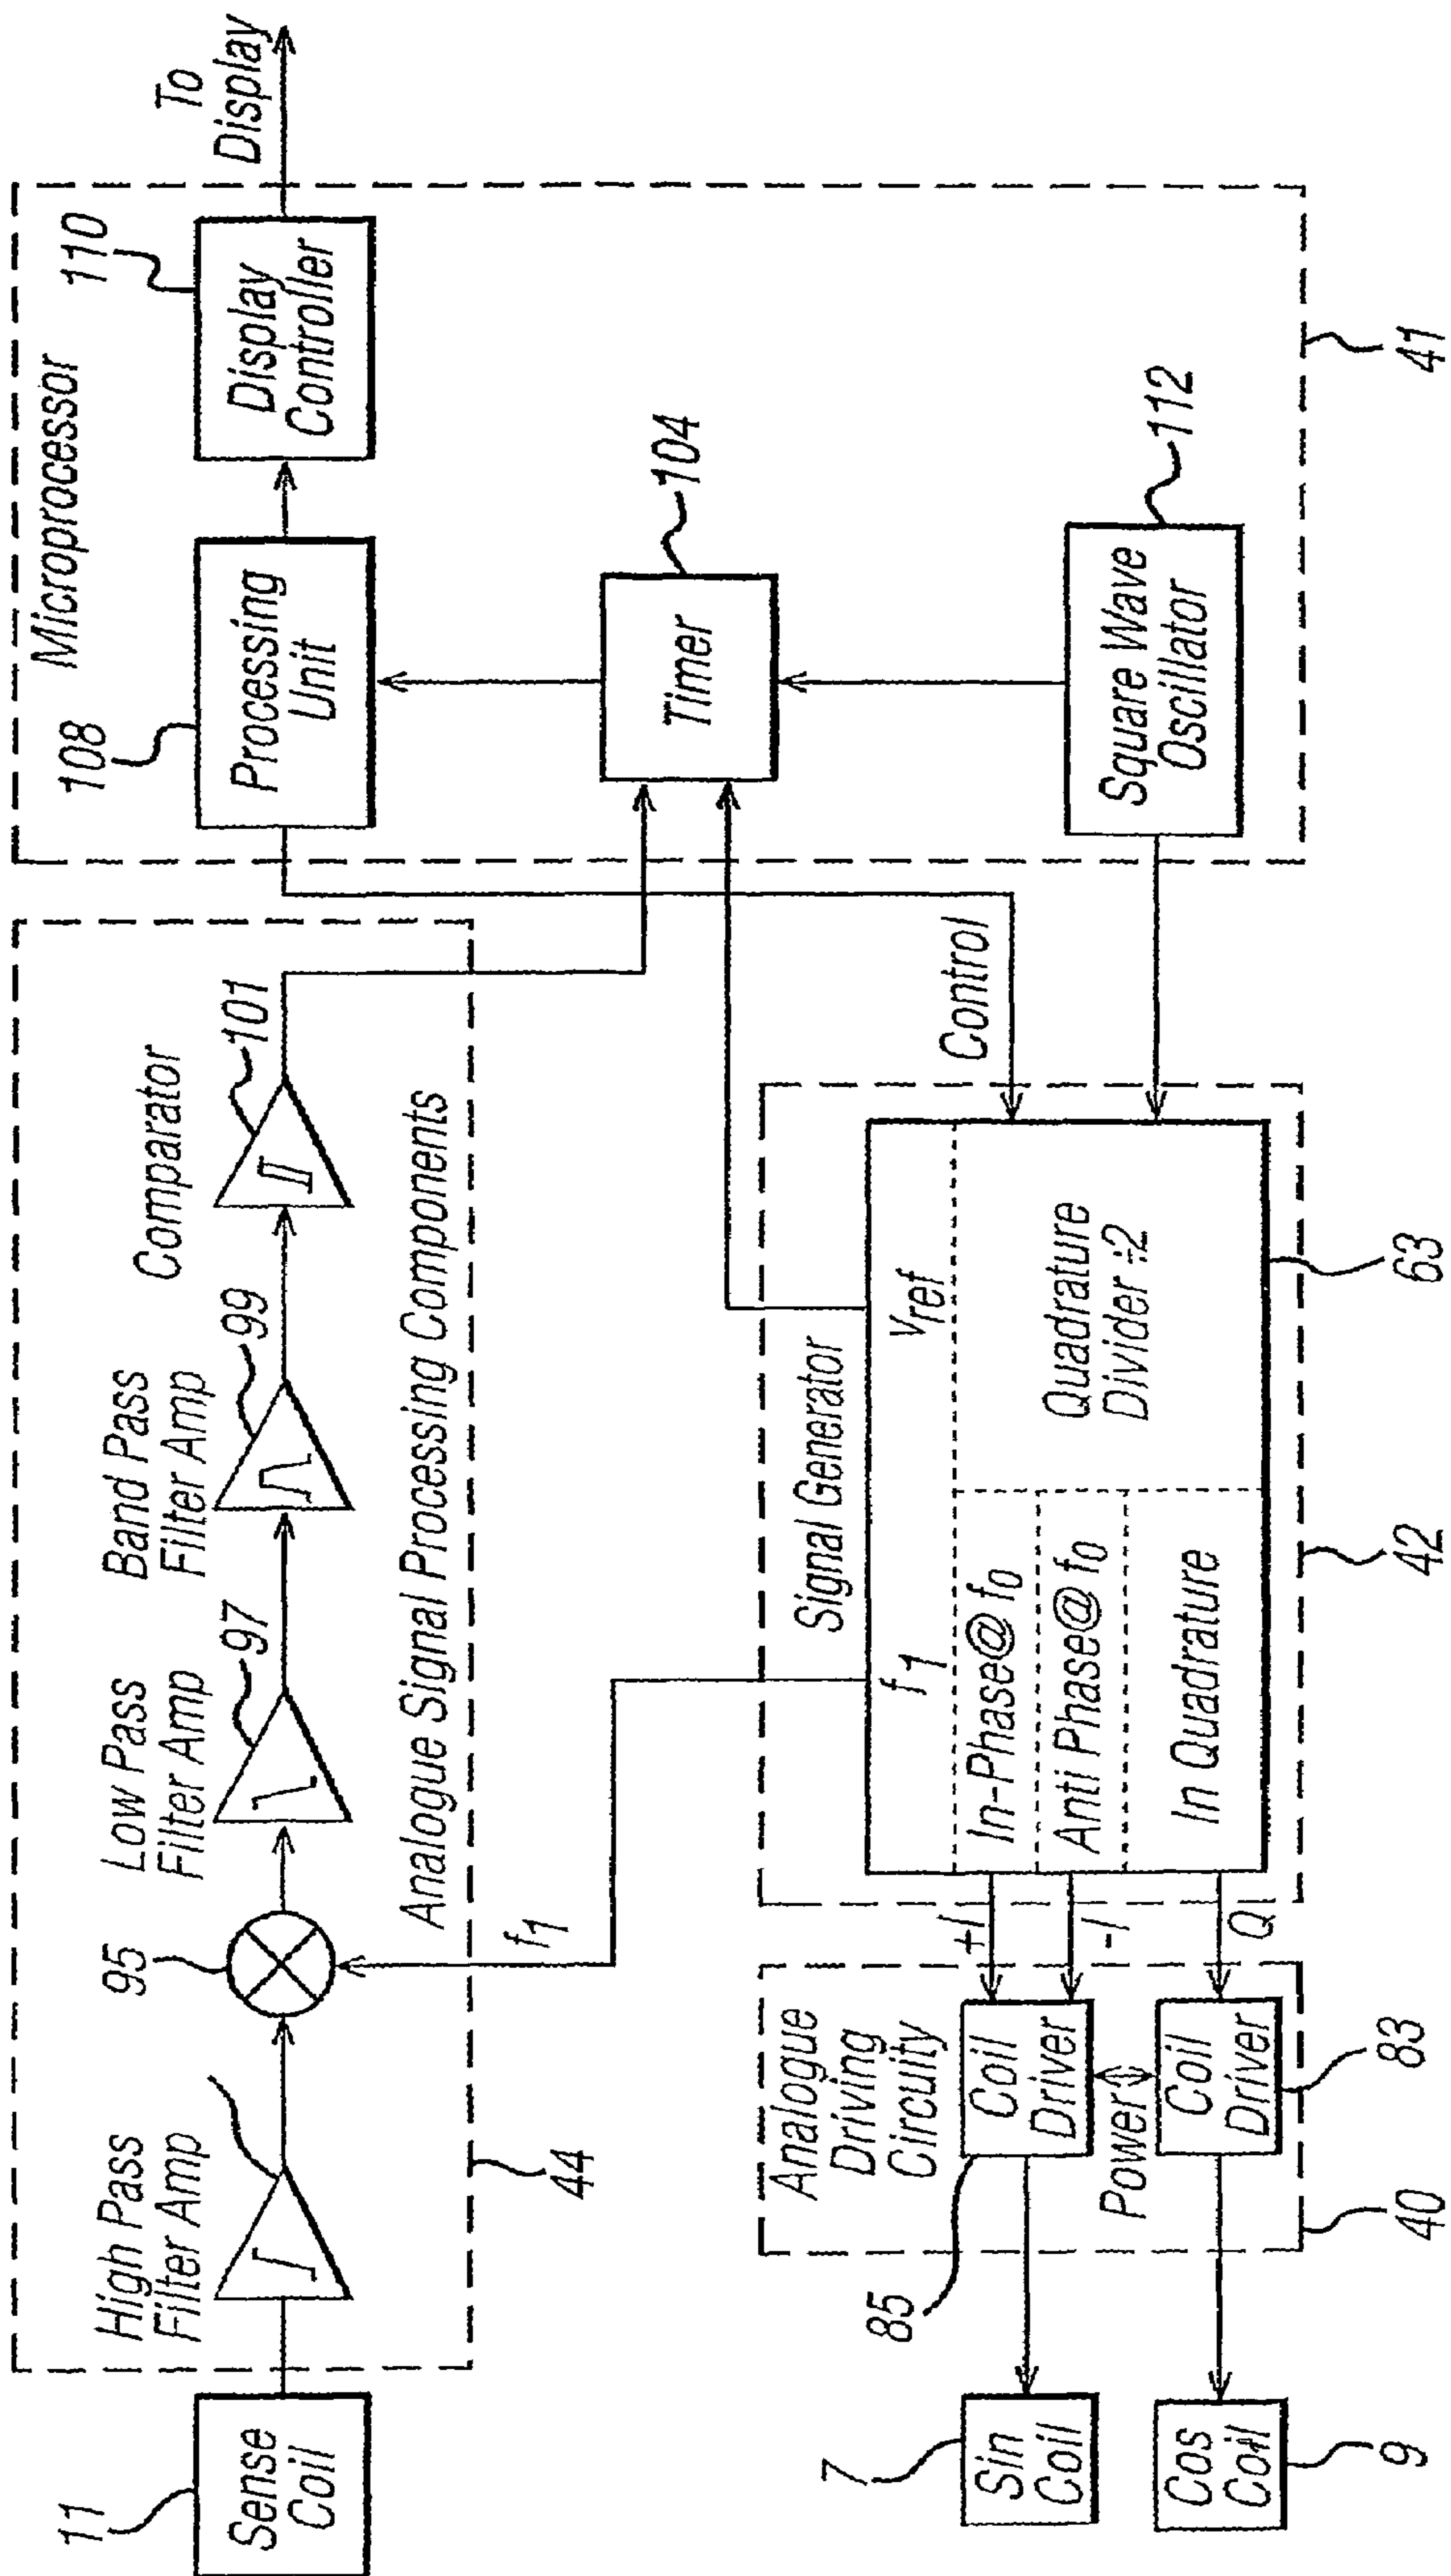 11
Sense
Coil
High Pass
Filter Amp
95
Low Pass
Filter Amp
97
Band Pass
Filter Amp
99
Comparator
101
Analogue Signal Processing Components
44
f1
Microprocessor
108
Processing
Unit
110
Display
Controller
To
Display
Timer
104
Square Wave
Oscillator
112
41
Control
Signal Generator
f1
Vref
In-Phase@ f0
Anti Phase@ f0
In Quadrature
Quadrature
Divider ÷2
63
42
+I
-I
Q
Analogue
Driving
Circuity
Coil
Driver
Power
Coil
Driver
85
83
40
7
Sin
Coil
Cos
Coil
9